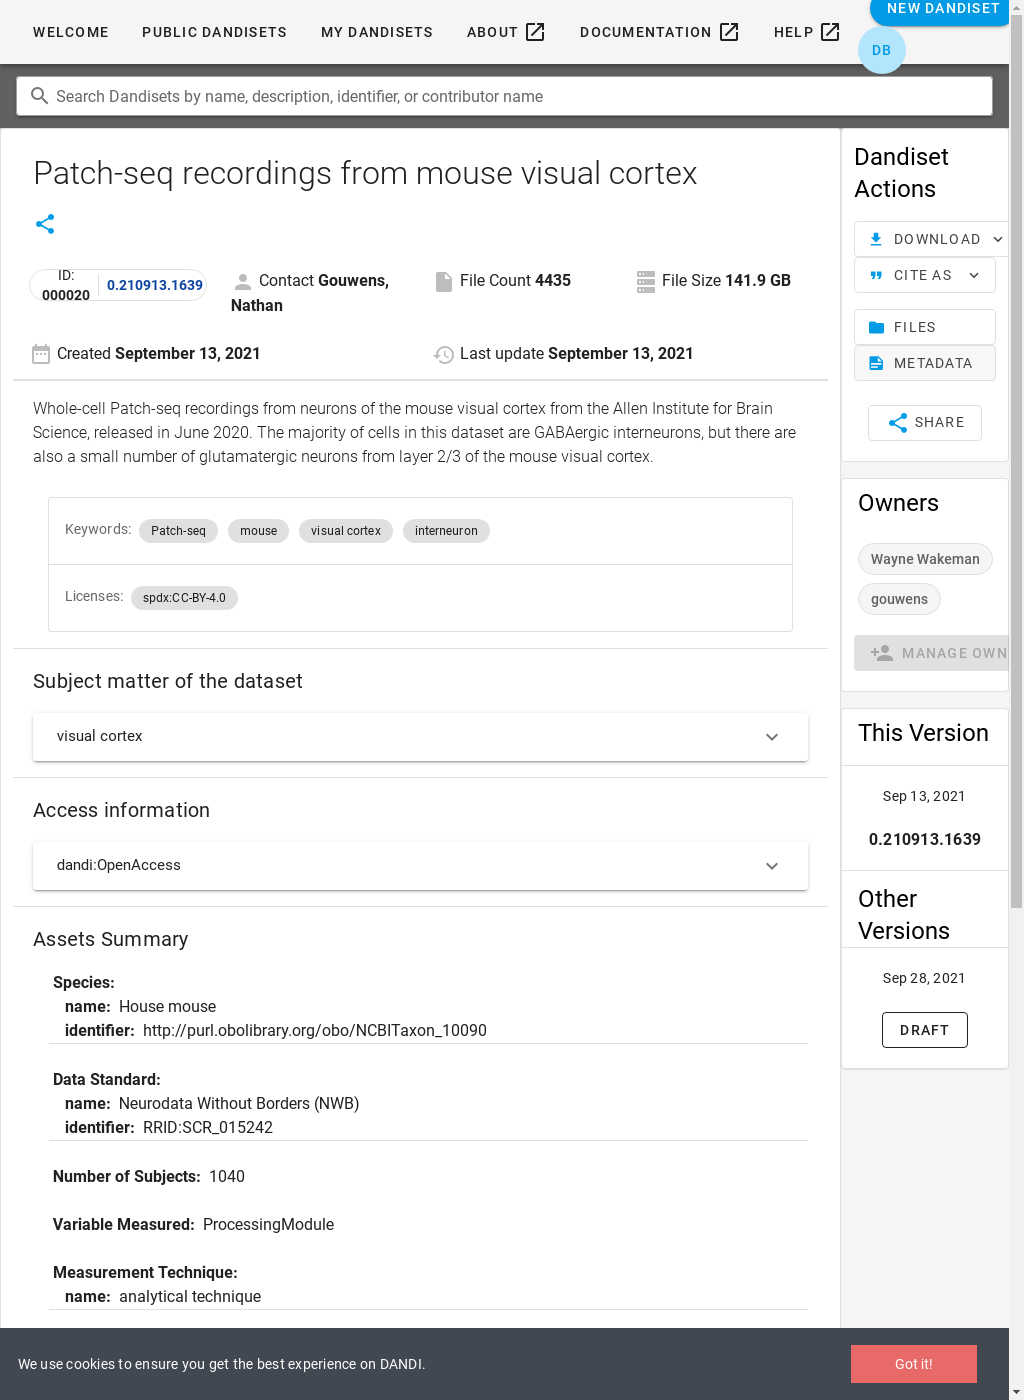 WELCOME
PUBLIC DANDISETS
MY DANDISETS
ABOUT
DOCUMENTATION
HELP
NEW DANDISET
DB
Search Dandisets by name, description, identifier, or contributor name
Patch-seq recordings from mouse visual cortex
ID:
000020
0.210913.1639
Contact Gouwens,
Nathan
File Count 4435
File Size 141.9 GB
Created September 13, 2021
Last update September 13, 2021
Whole-cell Patch-seq recordings from neurons of the mouse visual cortex from the Allen Institute for Brain
Science, released in June 2020. The majority of cells in this dataset are GABAergic interneurons, but there are
also a small number of glutamatergic neurons from layer 2/3 of the mouse visual cortex.
Keywords: Patch-seq mouse visual cortex interneuron
Licenses: spdx:CC-BY-4.0
Subject matter of the dataset
visual cortex
Access information
dandi:OpenAccess
Assets Summary
Species:
name: House mouse
identifier: http://purl.obolibrary.org/obo/NCBITaxon_10090
Data Standard:
name: Neurodata Without Borders (NWB)
identifier: RRID:SCR_015242
Number of Subjects: 1040
Variable Measured: ProcessingModule
Measurement Technique:
name: analytical technique
Dandiset
Actions
DOWNLOAD
CITE AS
FILES
METADATA
SHARE
Owners
Wayne Wakeman
gouwens
MANAGE OWN
This Version
Sep 13, 2021
0.210913.1639
Other
Versions
Sep 28, 2021
DRAFT
We use cookies to ensure you get the best experience on DANDI.
Got it!